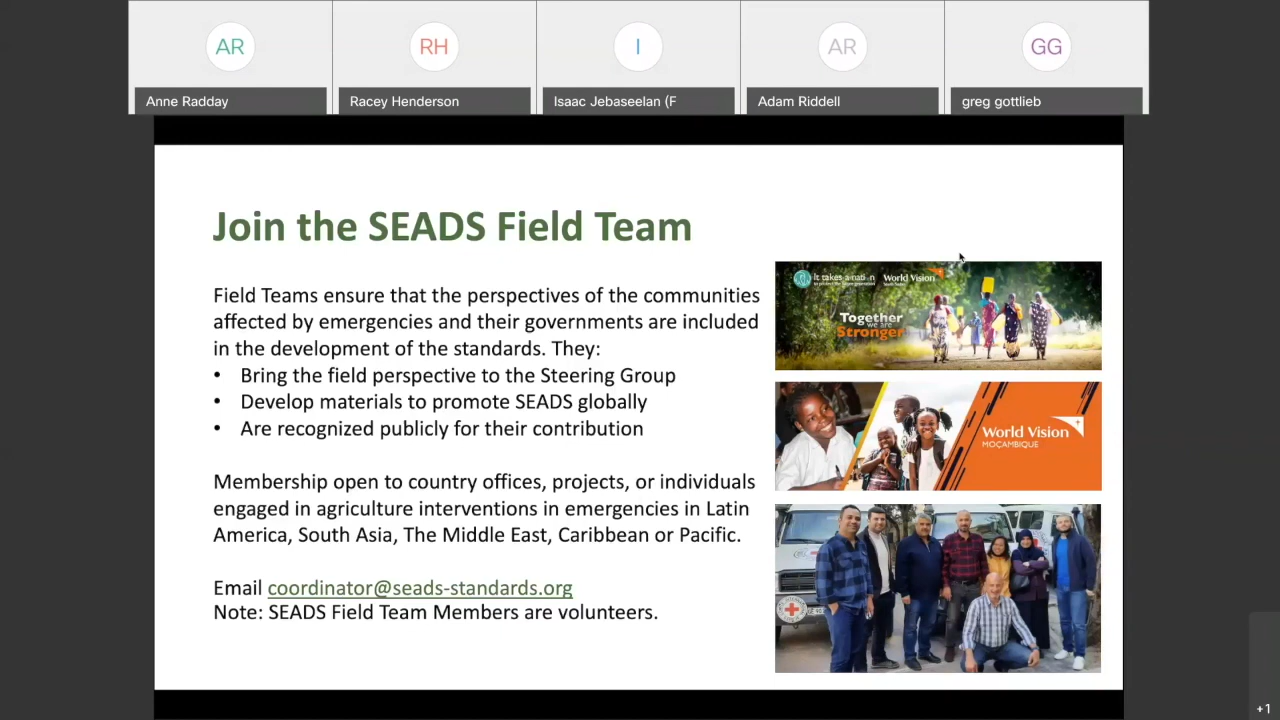 AR
RH
I
AR
GG
Anne Radday
Racey Henderson
Isaac Jebaseelan (F
Adam Riddell
greg gottlieb
Join the SEADS Field Team
Field Teams ensure that the perspectives of the communities
affected by emergencies and their governments are included
in the development of the standards. They:
• Bring the field perspective to the Steering Group
• Develop materials to promote SEADS globally
• Are recognized publicly for their contribution
Membership open to country offices, projects, or individuals
engaged in agriculture interventions in emergencies in Latin
America, South Asia, The Middle East, Caribbean or Pacific.
Email coordinator@seads-standards.org
Note: SEADS Field Team Members are volunteers.
It takes a nation
World Vision
Together
we are
Stronger
World Vision
MOÇAMBIQUE
+1